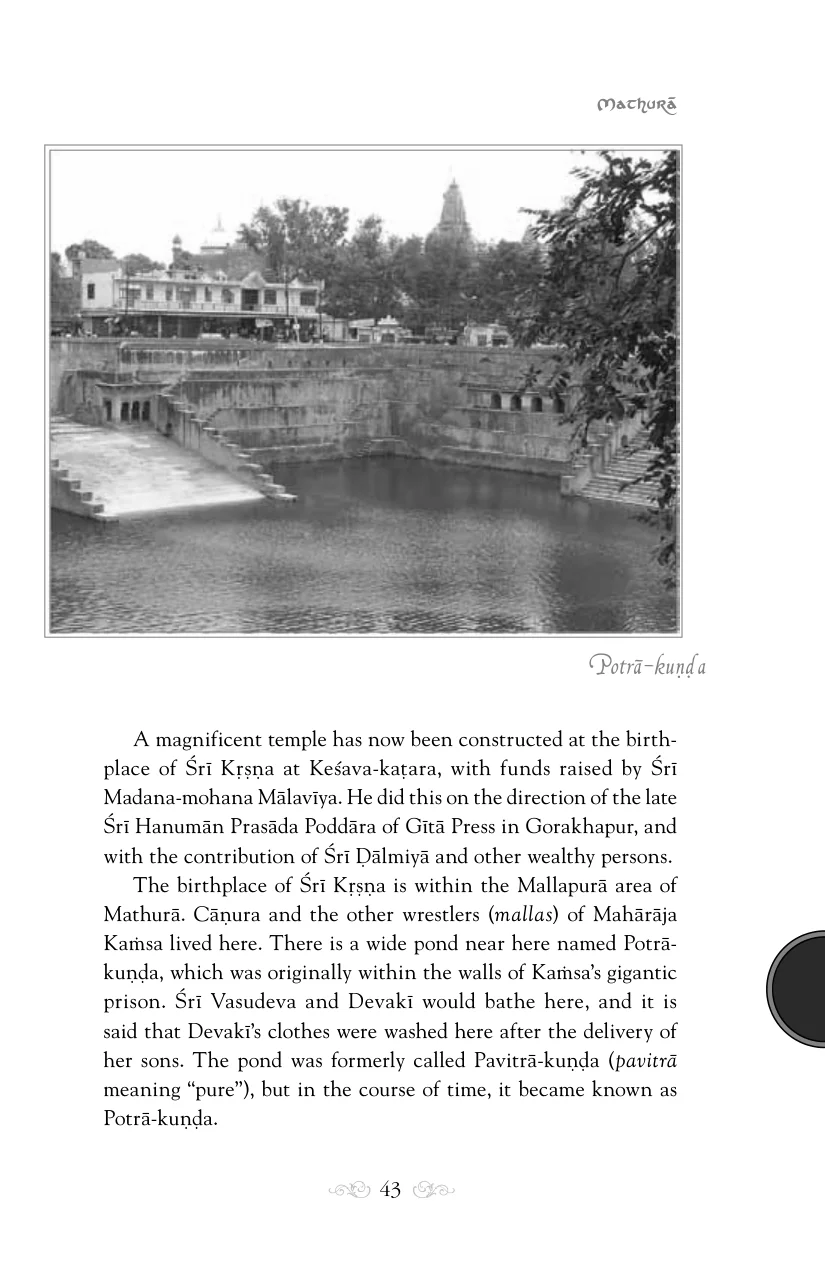 Mathurā
Potrā-kuṇḍa
A magnificent temple has now been constructed at the birth-
place of Śrī Kṛṣṇa at Keśava-kaṭara, with funds raised by Śrī
Madana-mohana Mālavīya. He did this on the direction of the late
Śrī Hanumān Prasāda Poddāra of Gītā Press in Gorakhapur, and
with the contribution of Śrī Ḍālmiyā and other wealthy persons.
The birthplace of Śrī Kṛṣṇa is within the Mallapurā area of
Mathurā. Cāṇura and the other wrestlers (mallas) of Mahārāja
Kaṁsa lived here. There is a wide pond near here named Potrā-
kuṇḍa, which was originally within the walls of Kaṁsa’s gigantic
prison. Śrī Vasudeva and Devakī would bathe here, and it is
said that Devakī’s clothes were washed here after the delivery of
her sons. The pond was formerly called Pavitrā-kuṇḍa (pavitrā
meaning “pure”), but in the course of time, it became known as
Potrā-kuṇḍa.
43